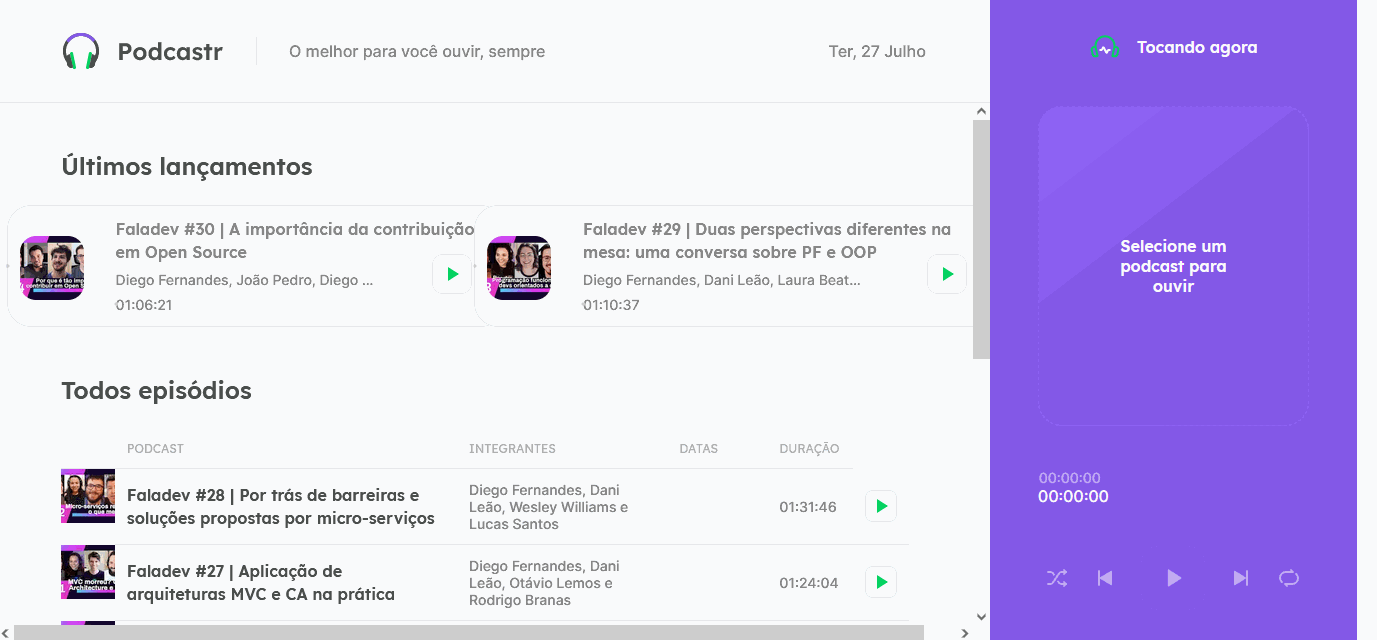 Podcastr
O melhor para você ouvir, sempre
Ter, 27 Julho
Tocando agora
Últimos lançamentos
Faladev #30 | A importância da contribuição
em Open Source
Diego Fernandes, João Pedro, Diego ...
01:06:21
Faladev #29 | Duas perspectivas diferentes na
mesa: uma conversa sobre PF e OOP
Diego Fernandes, Dani Leão, Laura Beat...
01:10:37
Selecione um
podcast para
ouvir
Todos episódios
PODCAST INTEGRANTES DATAS DURAÇÃO
Faladev #28 | Por trás de barreiras e
soluções propostas por micro-serviços
Diego Fernandes, Dani
Leão, Wesley Williams e
Lucas Santos
01:31:46
Faladev #27 | Aplicação de
arquiteturas MVC e CA na prática
Diego Fernandes, Dani
Leão, Otávio Lemos e
Rodrigo Branas
01:24:04
00:00:00
00:00:00